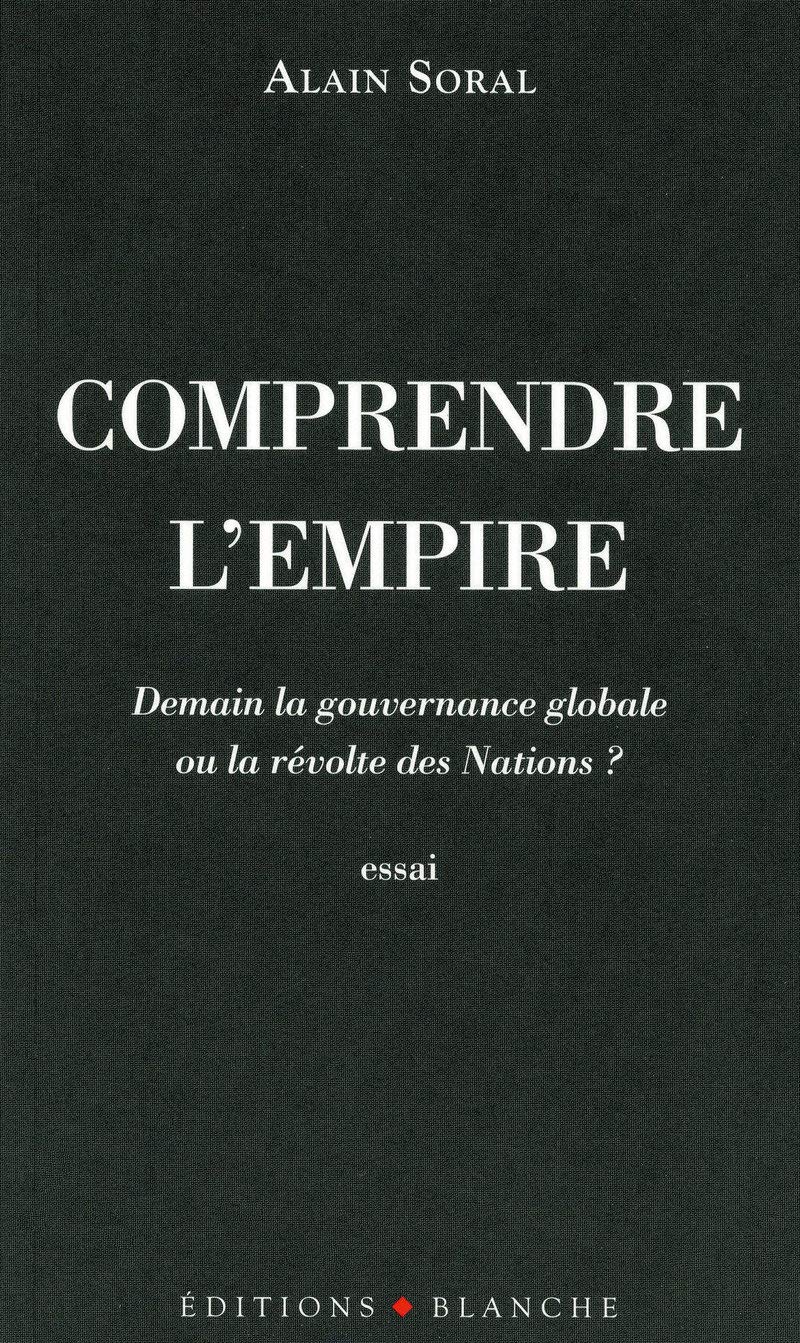 ALAIN SORAL
COMPRENDRE
L’EMPIRE
Demain la gouvernance globale
ou la révolte des Nations ?
essai
ÉDITIONS ◆ BLANCHE